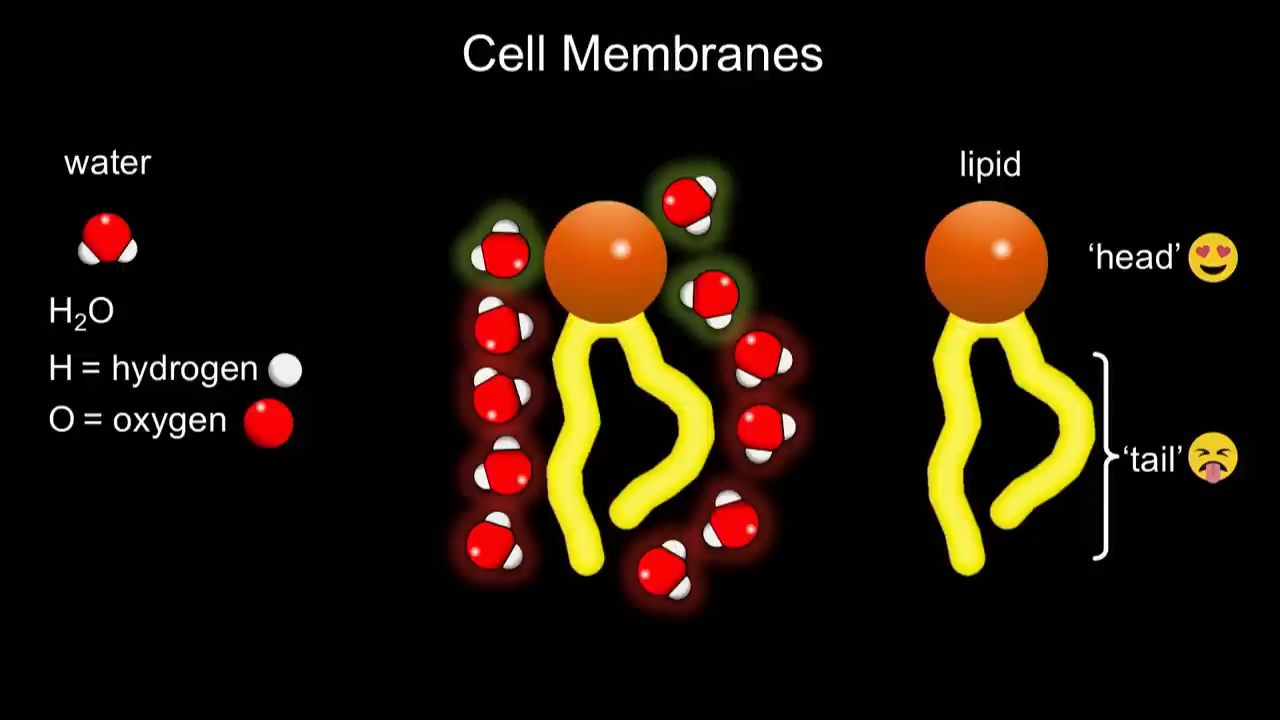 Cell Membranes
water
H₂O
H = hydrogen
O = oxygen
lipid
‘head’
‘tail’